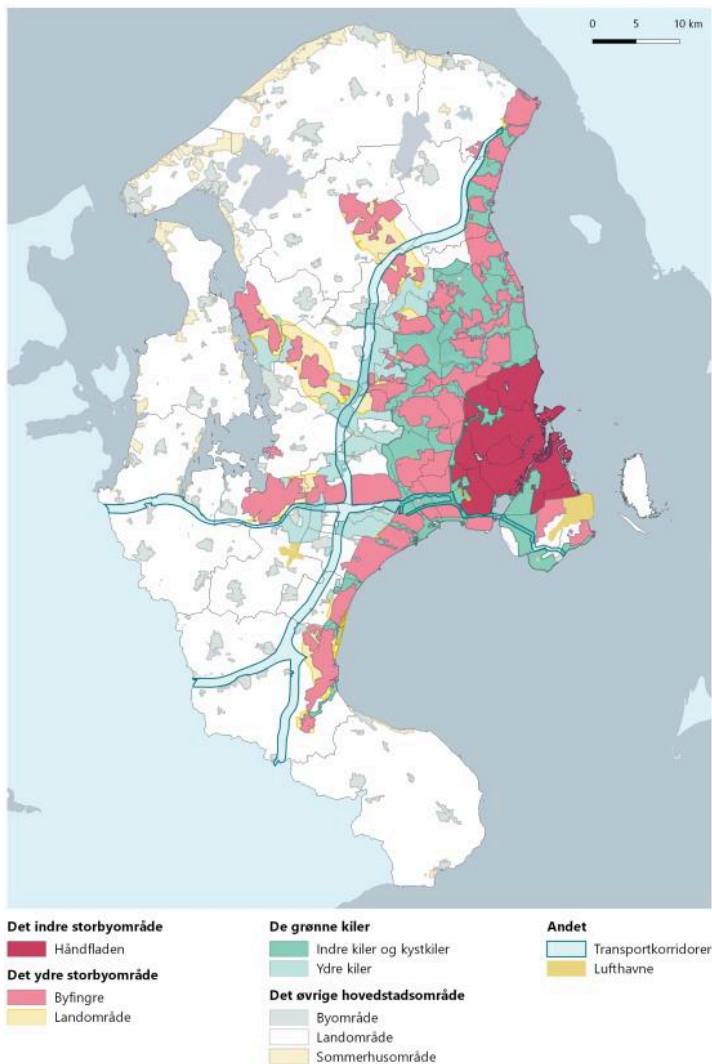 0 5 10 km
Det indre storbyområde
Håndfladen
Det ydre storbyområde
Byfingre
Landområde
De grønne kiler
Indre kiler og kystkiler
Ydre kiler
Det øvrige hovedstadsområde
Byområde
Landområde
Sommerhusområde
Andet
Transportkorridorer
Lufthavne